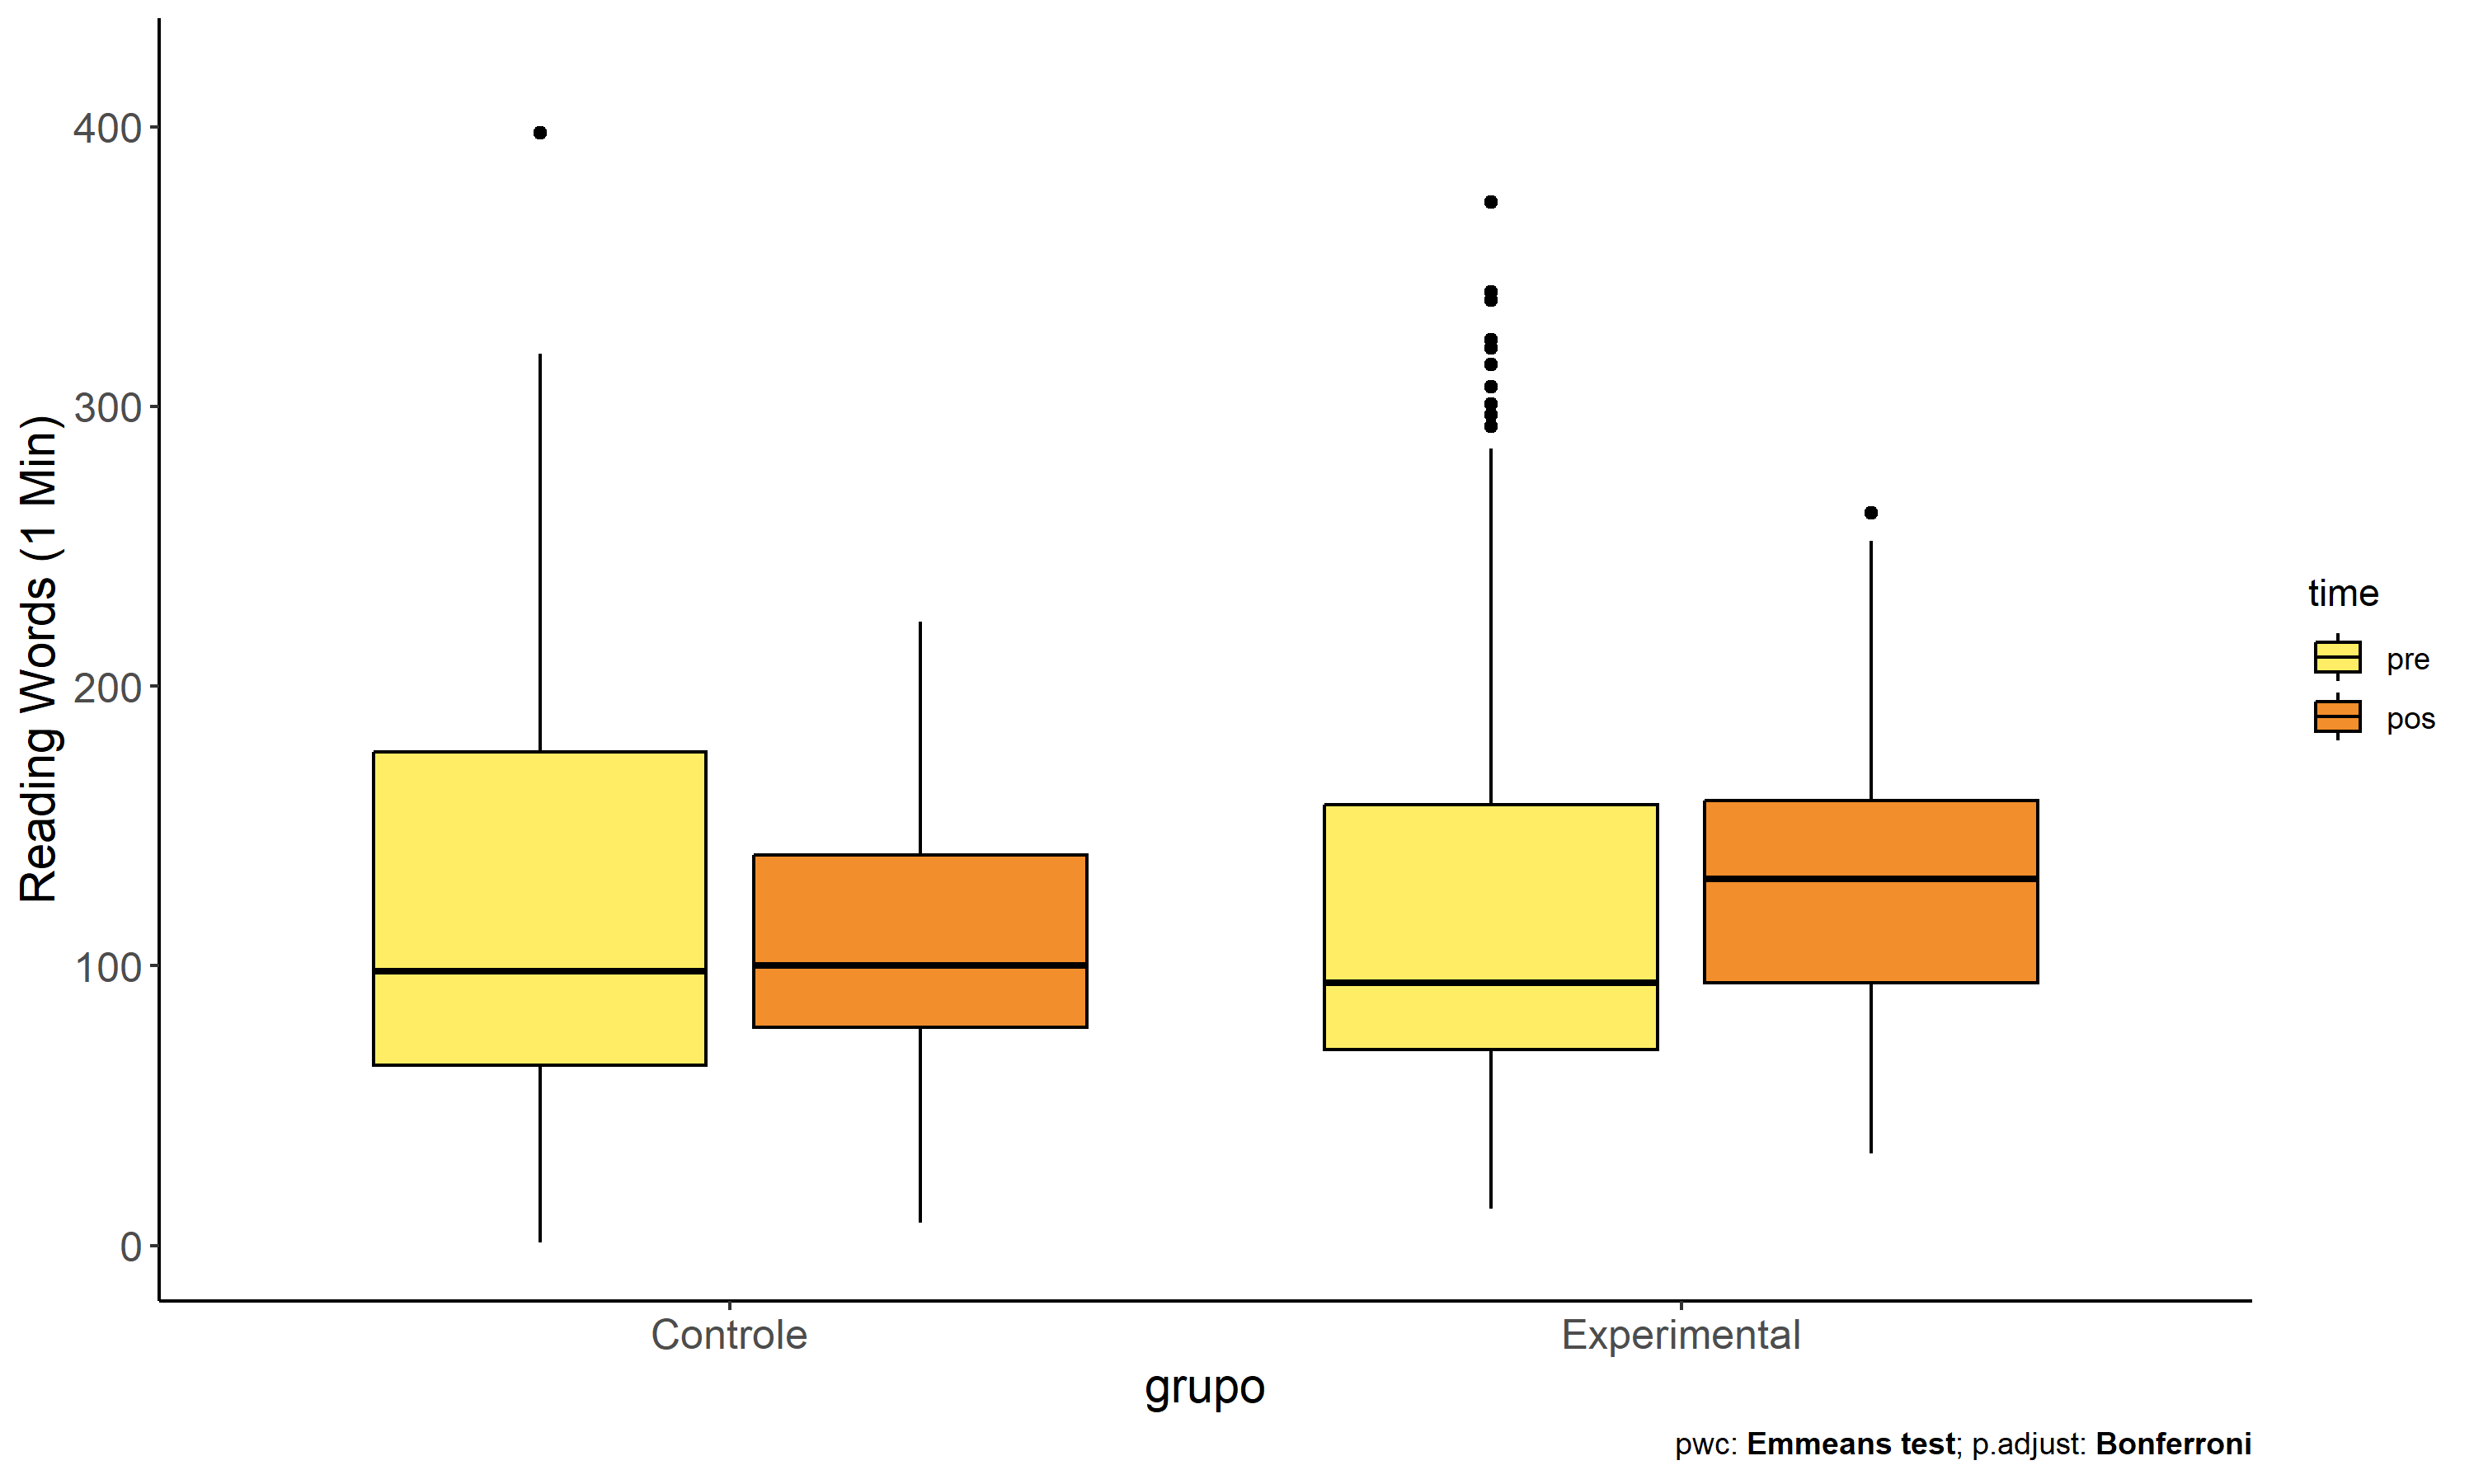 Reading Words (1 Min)
400
300
200
100
0
Controle
Experimental
grupo
time
pre
pos
pwc: Emmeans test; p.adjust: Bonferroni